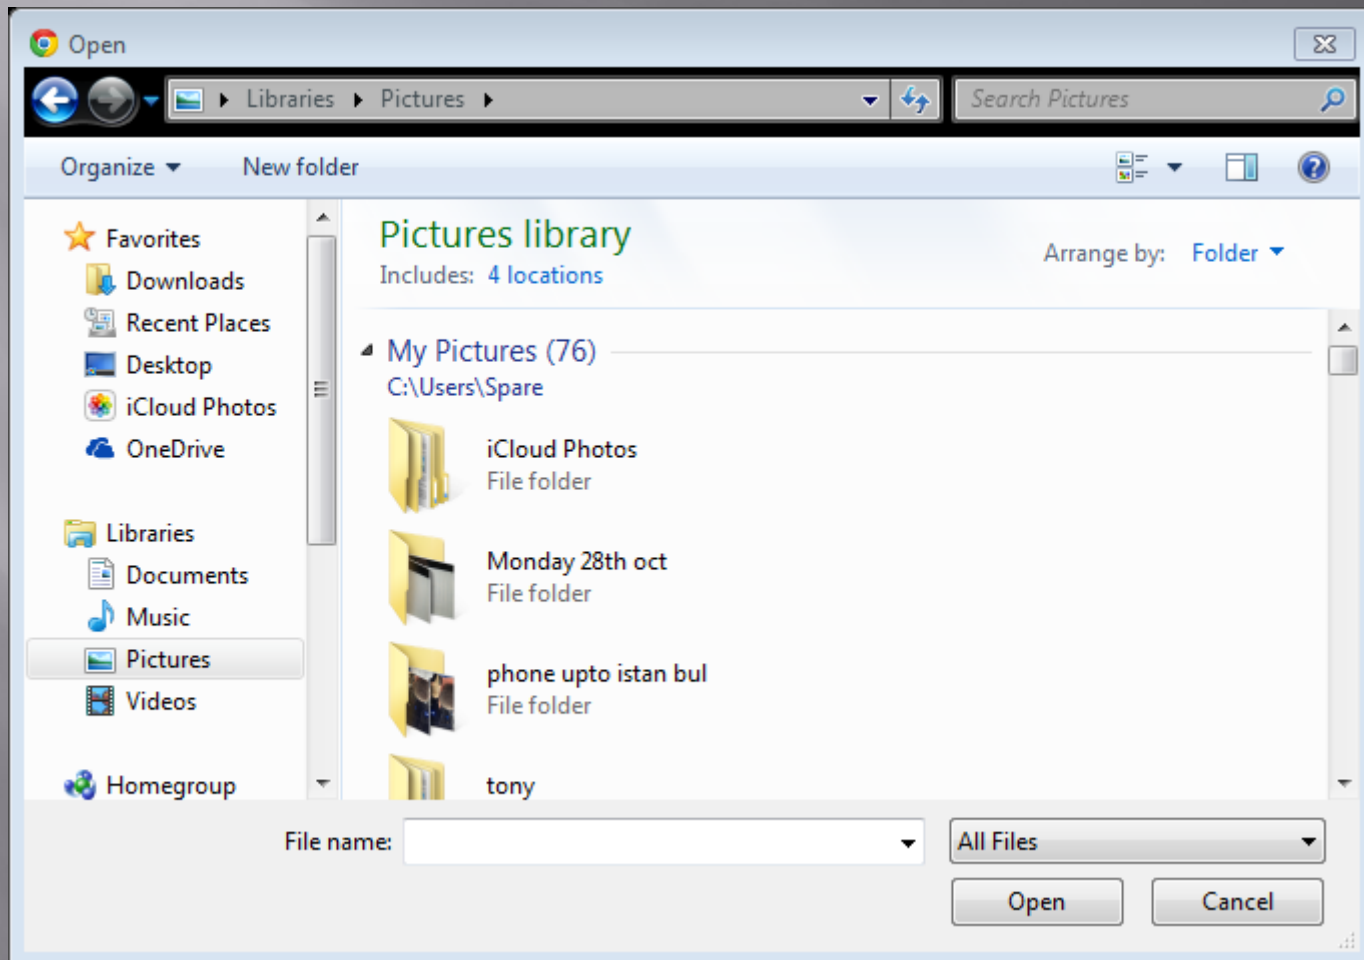 Open
Libraries Pictures
Search Pictures
Organize New folder
Favorites
Downloads
Recent Places
Desktop
iCloud Photos
OneDrive
Libraries
Documents
Music
Pictures
Videos
Homegroup
Pictures library
Includes: 4 locations
Arrange by: Folder
My Pictures (76)
C:\Users\Spare
iCloud Photos
File folder
Monday 28th oct
File folder
phone upto istan bul
File folder
tony
File name:
All Files
Open Cancel